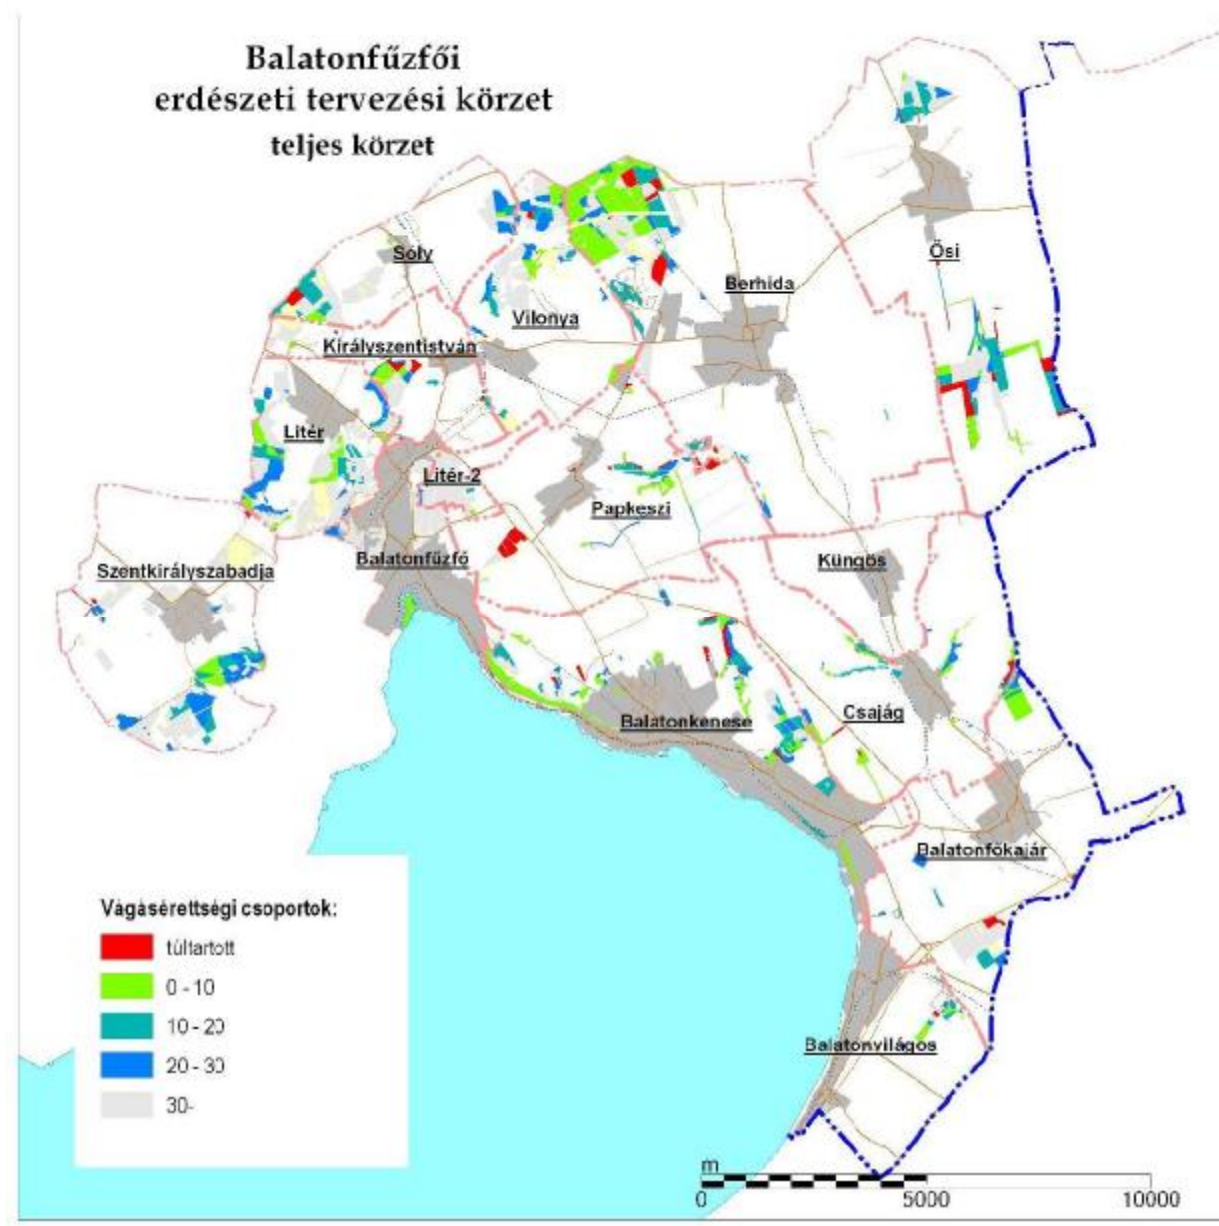 Balatonfűzfői
erdészeti tervezési körzet
teljes körzet
Ősi
Sóly
Berhida
Vilonya
Királyszentistván
Litér
Litér-2
Papkeszi
Balatonfűzfő
Küngös
Szentkirályszabadja
Csajág
Balatonkenese
Balatonfőkajár
Vágásérettségi csoportok:
túltartott
0 - 10
10 - 20
20 - 30
30-
Balatonvilágos
m
0 5000 10000